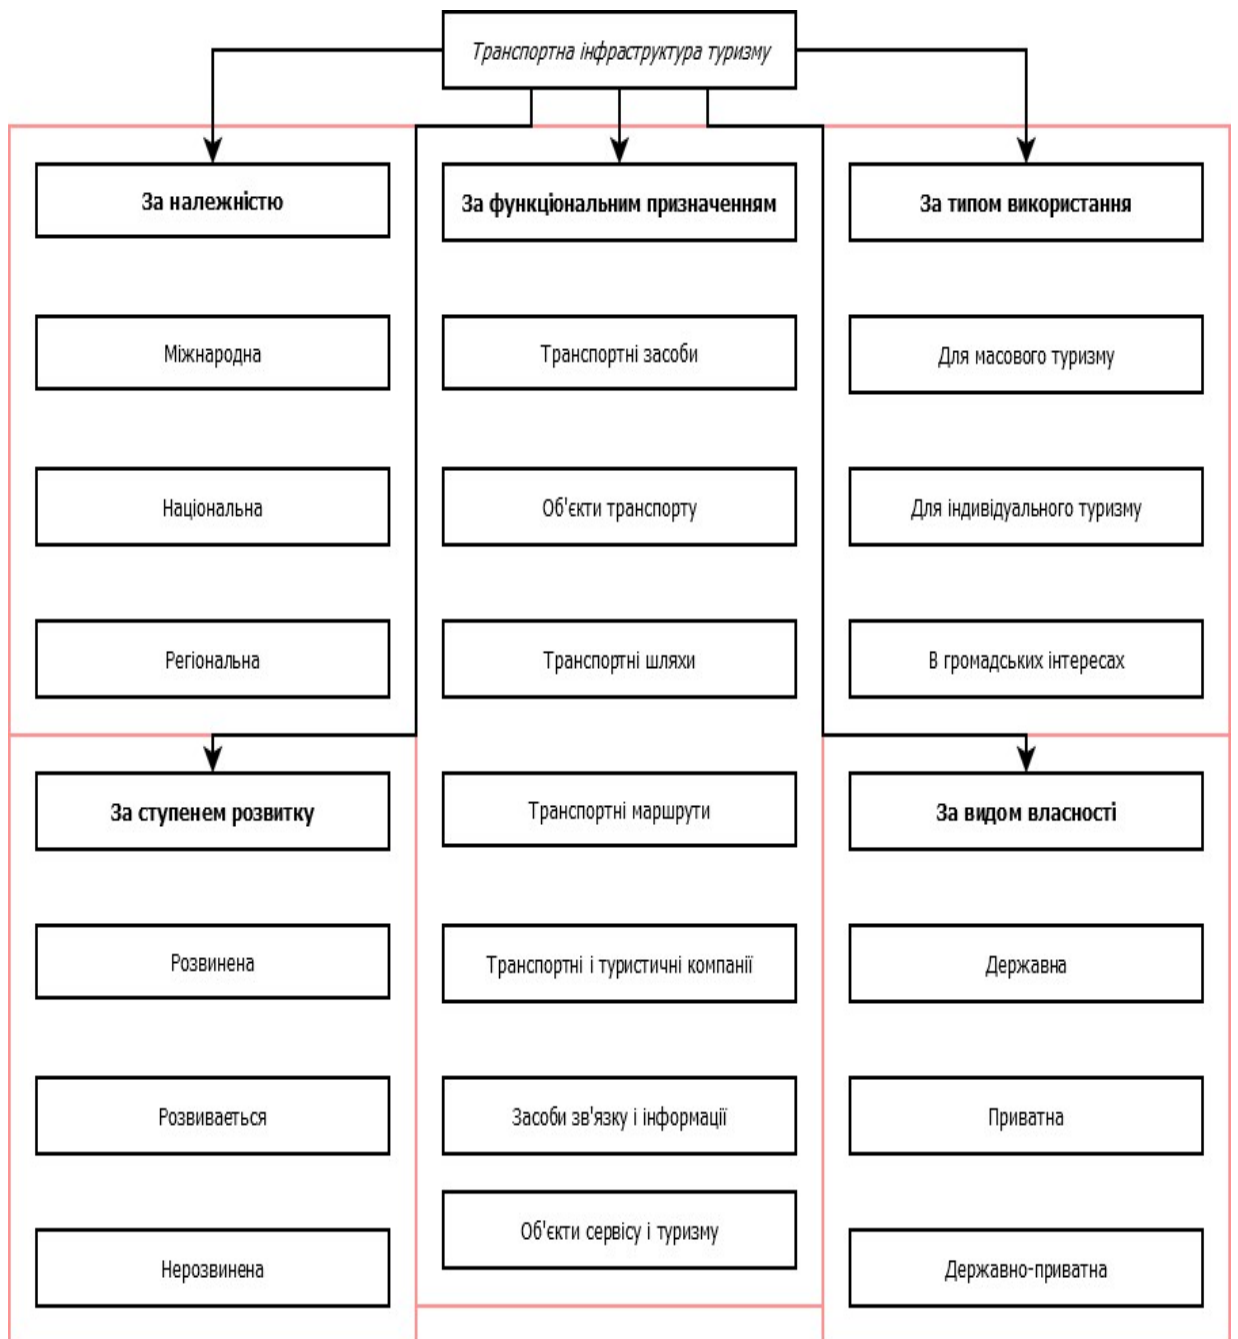 Транспортна інфраструктура туризму
За належністю
Міжнародна
Національна
Регіональна
За функціональним призначенням
Транспортні засоби
Об'єкти транспорту
Транспортні шляхи
Транспортні маршрути
Транспортні і туристичні компанії
Засоби зв'язку і інформації
Об'єкти сервісу і туризму
За типом використання
Для масового туризму
Для індивідуального туризму
В громадських інтересах
За ступенем розвитку
Розвинена
Розвивається
Нерозвинена
За видом власності
Державна
Приватна
Державно-приватна